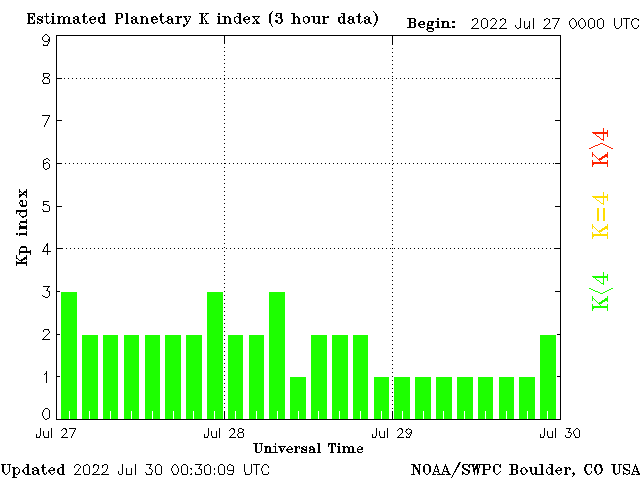 Estimated Planetary K index (3 hour data) Begin: 2022 Jul 27 0000 UTC
9
8
7
6
5
4
3
2
1
0
Kp index
K>4
K=4
K<4
Jul 27 Jul 28 Jul 29 Jul 30
Universal Time
Updated 2022 Jul 30 00:30:09 UTC NOAA/SWPC Boulder, CO USA